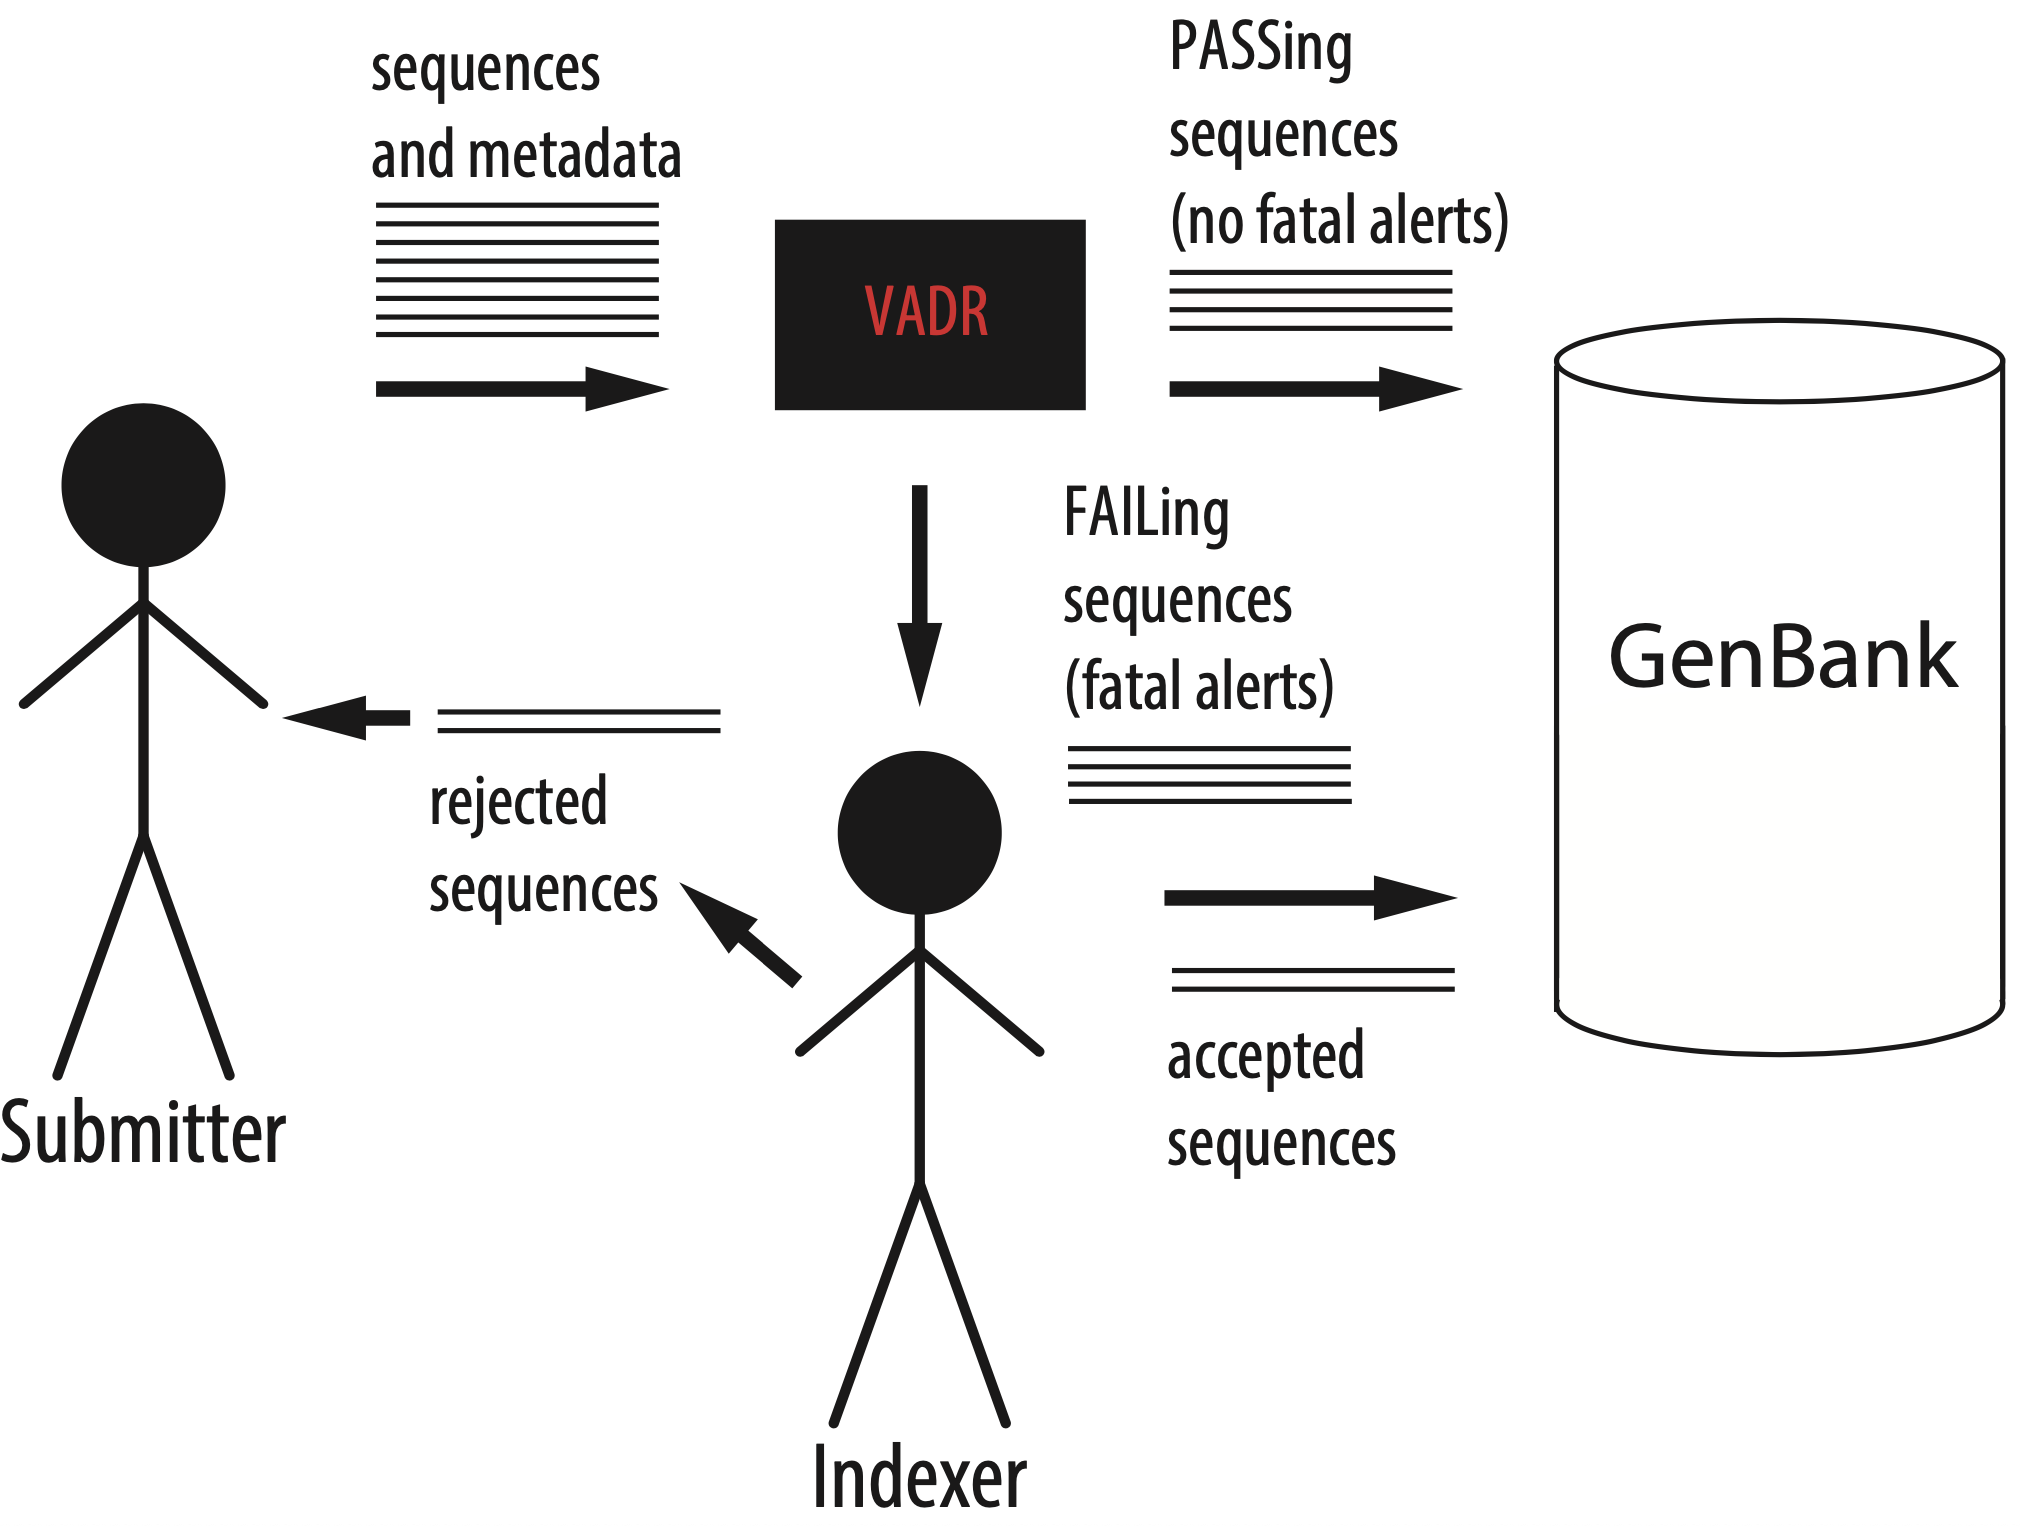 sequences
and metadata
PASSing
sequences
(no fatal alerts)
VADR
FAILing
sequences
(fatal alerts)
GenBank
rejected
sequences
accepted
sequences
Submitter
Indexer